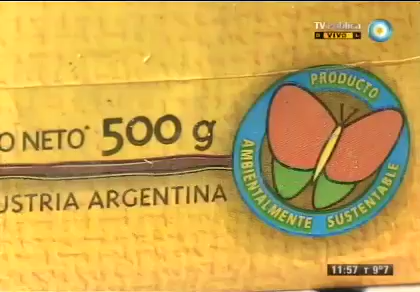 TV Pública
VIVO
O NETO 500 g
USTRIA ARGENTINA
PRODUCTO
AMBIENTALMENTE SUSTENTABLE
11:57 T 9°7